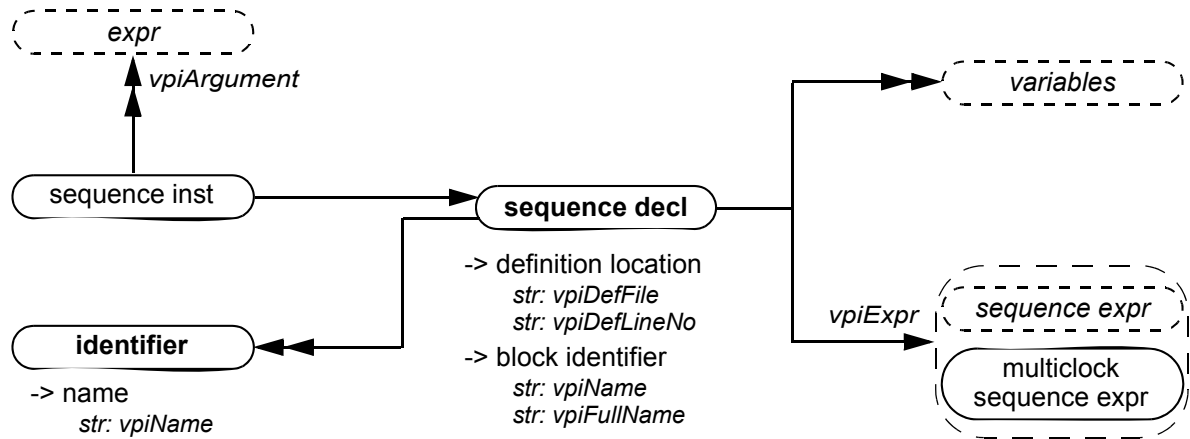 expr
vpiArgument
variables
sequence inst
sequence decl
-> definition location
str: vpiDefFile
str: vpiDefLineNo
-> block identifier
str: vpiName
str: vpiFullName
identifier
-> name
str: vpiName
vpiExpr
sequence expr
multiclock
sequence expr